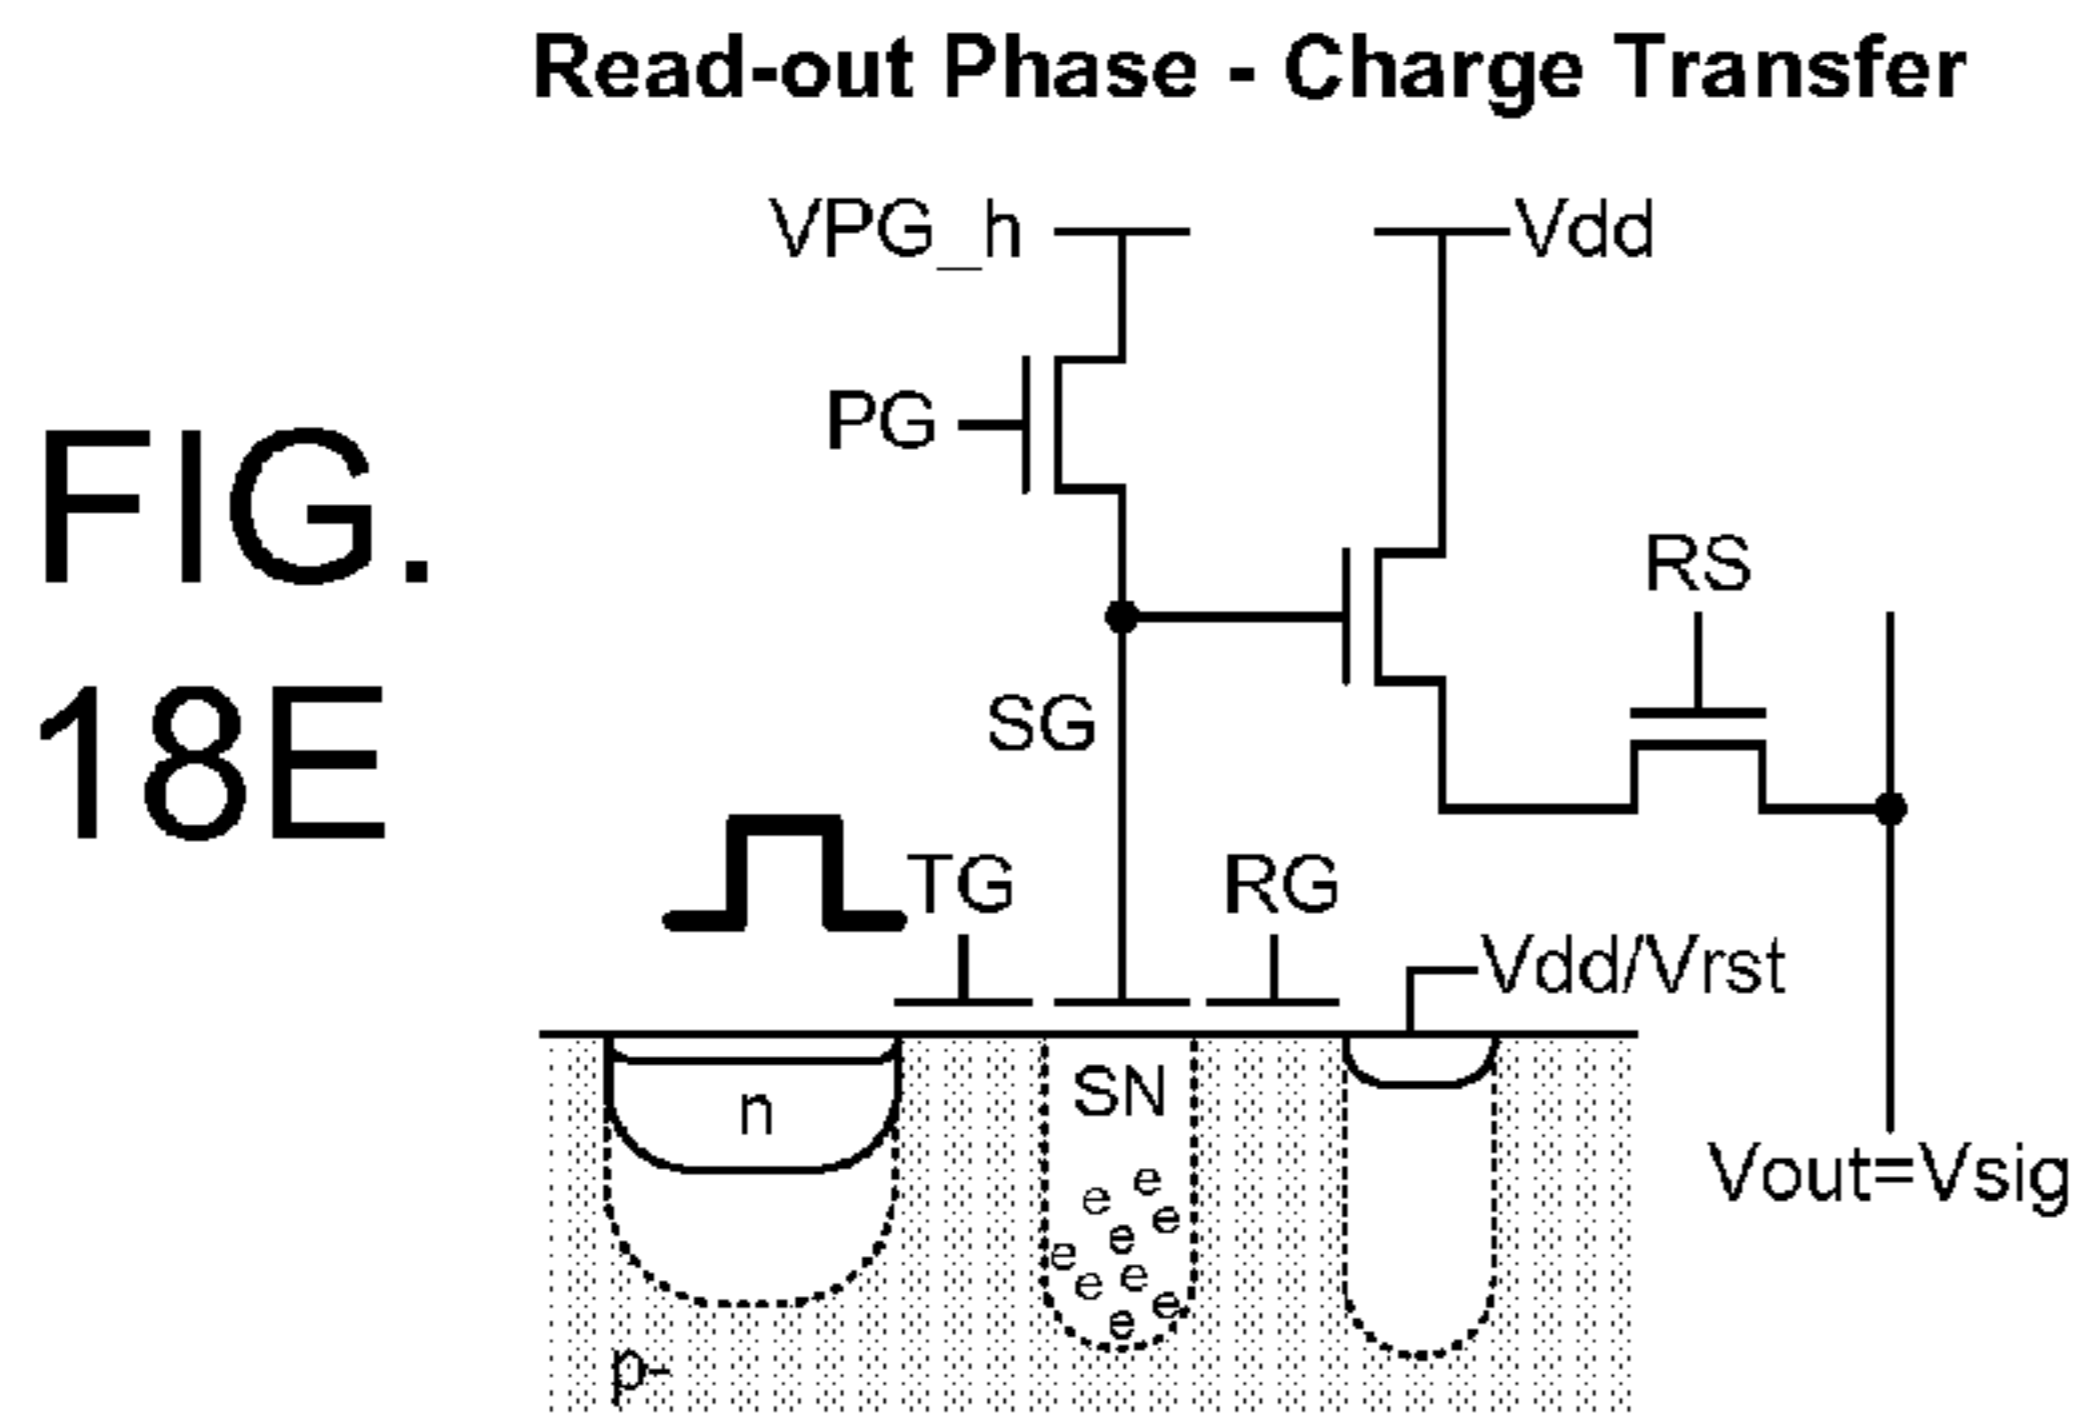 Read-out Phase - Charge Transfer
VPG_h
Vdd
PG
FIG.
18E
RS
SG
TG
RG
Vdd/Vrst
n
SN
Vout=Vsig
e
e
e
e
e
e
e
e
e
p-